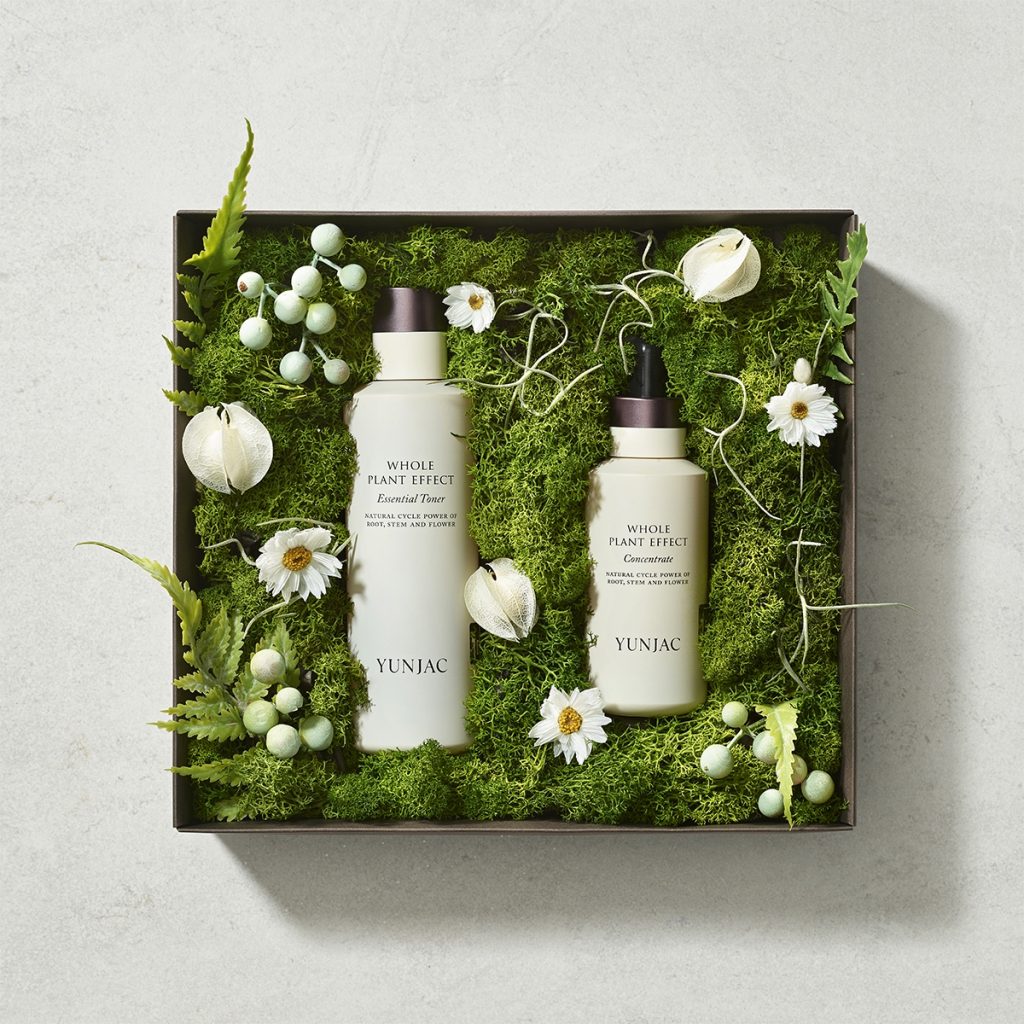 WHOLE
PLANT EFFECT
Essential Toner
NATURAL CYCLE POWER OF
ROOT, STEM AND FLOWER
YUNJAC
WHOLE
PLANT EFFECT
Concentrate
NATURAL CYCLE POWER OF
ROOT, STEM AND FLOWER
YUNJAC